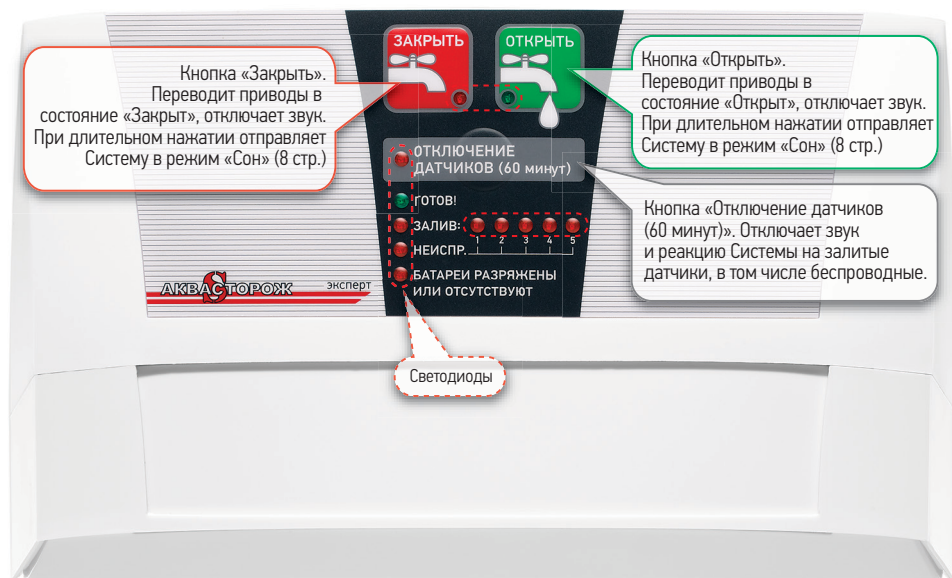 ЗАКРЫТЬ
ОТКРЫТЬ
Кнопка «Закрыть».
Переводит приводы в
состояние «Закрыт», отключает звук.
При длительном нажатии отправляет
Систему в режим «Сон» (8 стр.)
Кнопка «Открыть».
Переводит приводы в
состояние «Открыт», отключает звук.
При длительном нажатии отправляет
Систему в режим «Сон» (8 стр.)
ОТКЛЮЧЕНИЕ
ДАТЧИКОВ (60 минут)
Кнопка «Отключение датчиков
(60 минут)». Отключает звук
и реакцию Системы на залитые
датчики, в том числе беспроводные.
ГОТОВ!
ЗАЛИВ:
1 2 3 4 5
НЕИСПР.
БАТАРЕИ РАЗРЯЖЕНЫ
ИЛИ ОТСУТСТВУЮТ
АКВАСТОРОЖ
эксперт
Светодиоды